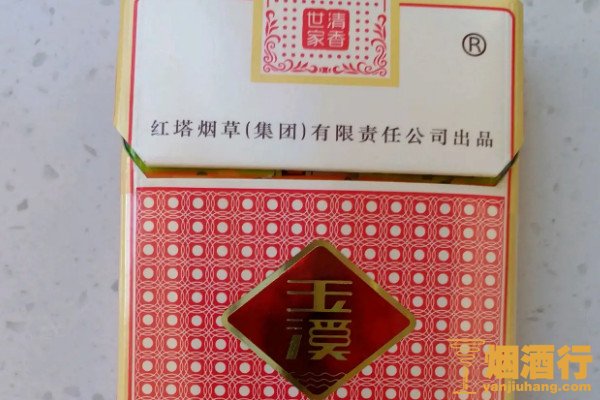 清香
世家
®
红塔烟草(集团)有限责任公司出品
玉溪
烟酒行
yanjiuhang.com